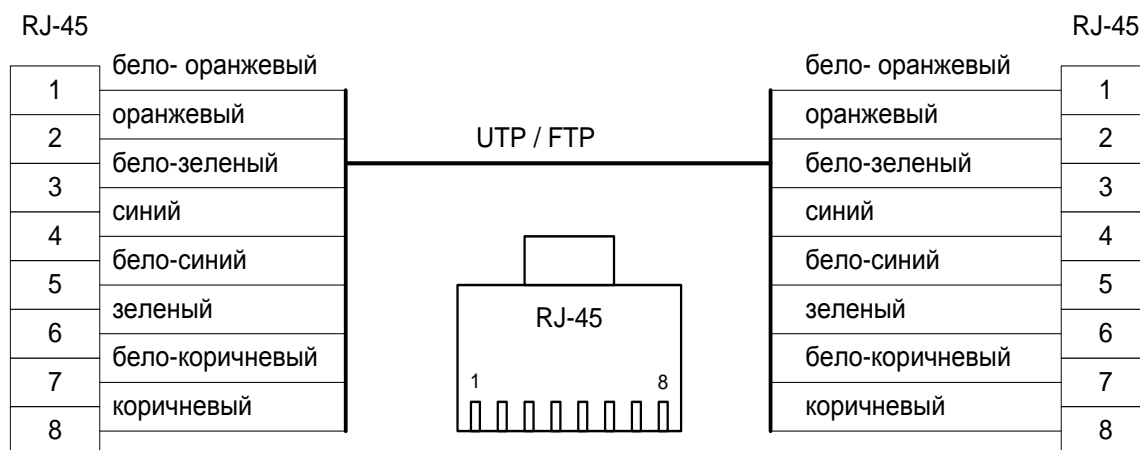 RJ-45 RJ-45
бело- оранжевый бело- оранжевый
1 1
оранжевый оранжевый
UTP / FTP
2 2
бело-зеленый бело-зеленый
3 3
синий синий
4 4
бело-синий бело-синий
5 5
зеленый зеленый
RJ-45
6 6
бело-коричневый бело-коричневый
7 1 8 7
коричневый коричневый
8 8